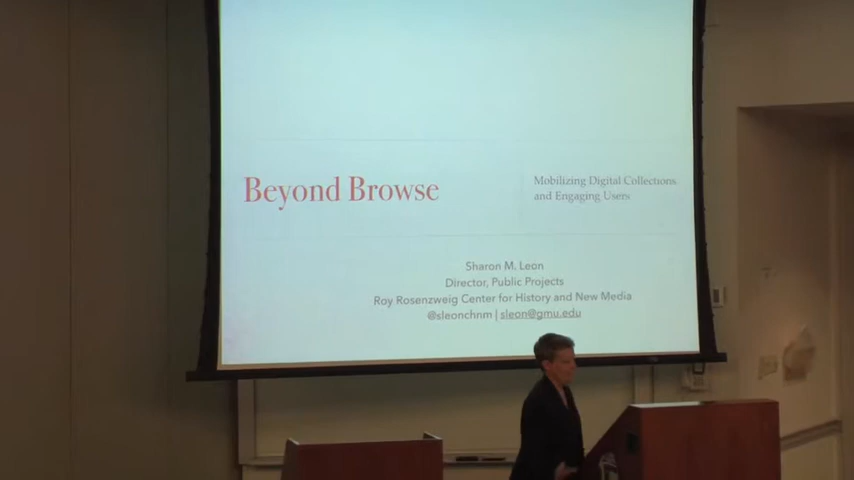 Beyond Browse
Mobilizing Digital Collections
and Engaging Users
Sharon M. Leon
Director, Public Projects
Roy Rosenzweig Center for History and New Media
@sleonchnm | sleon@gmu.edu